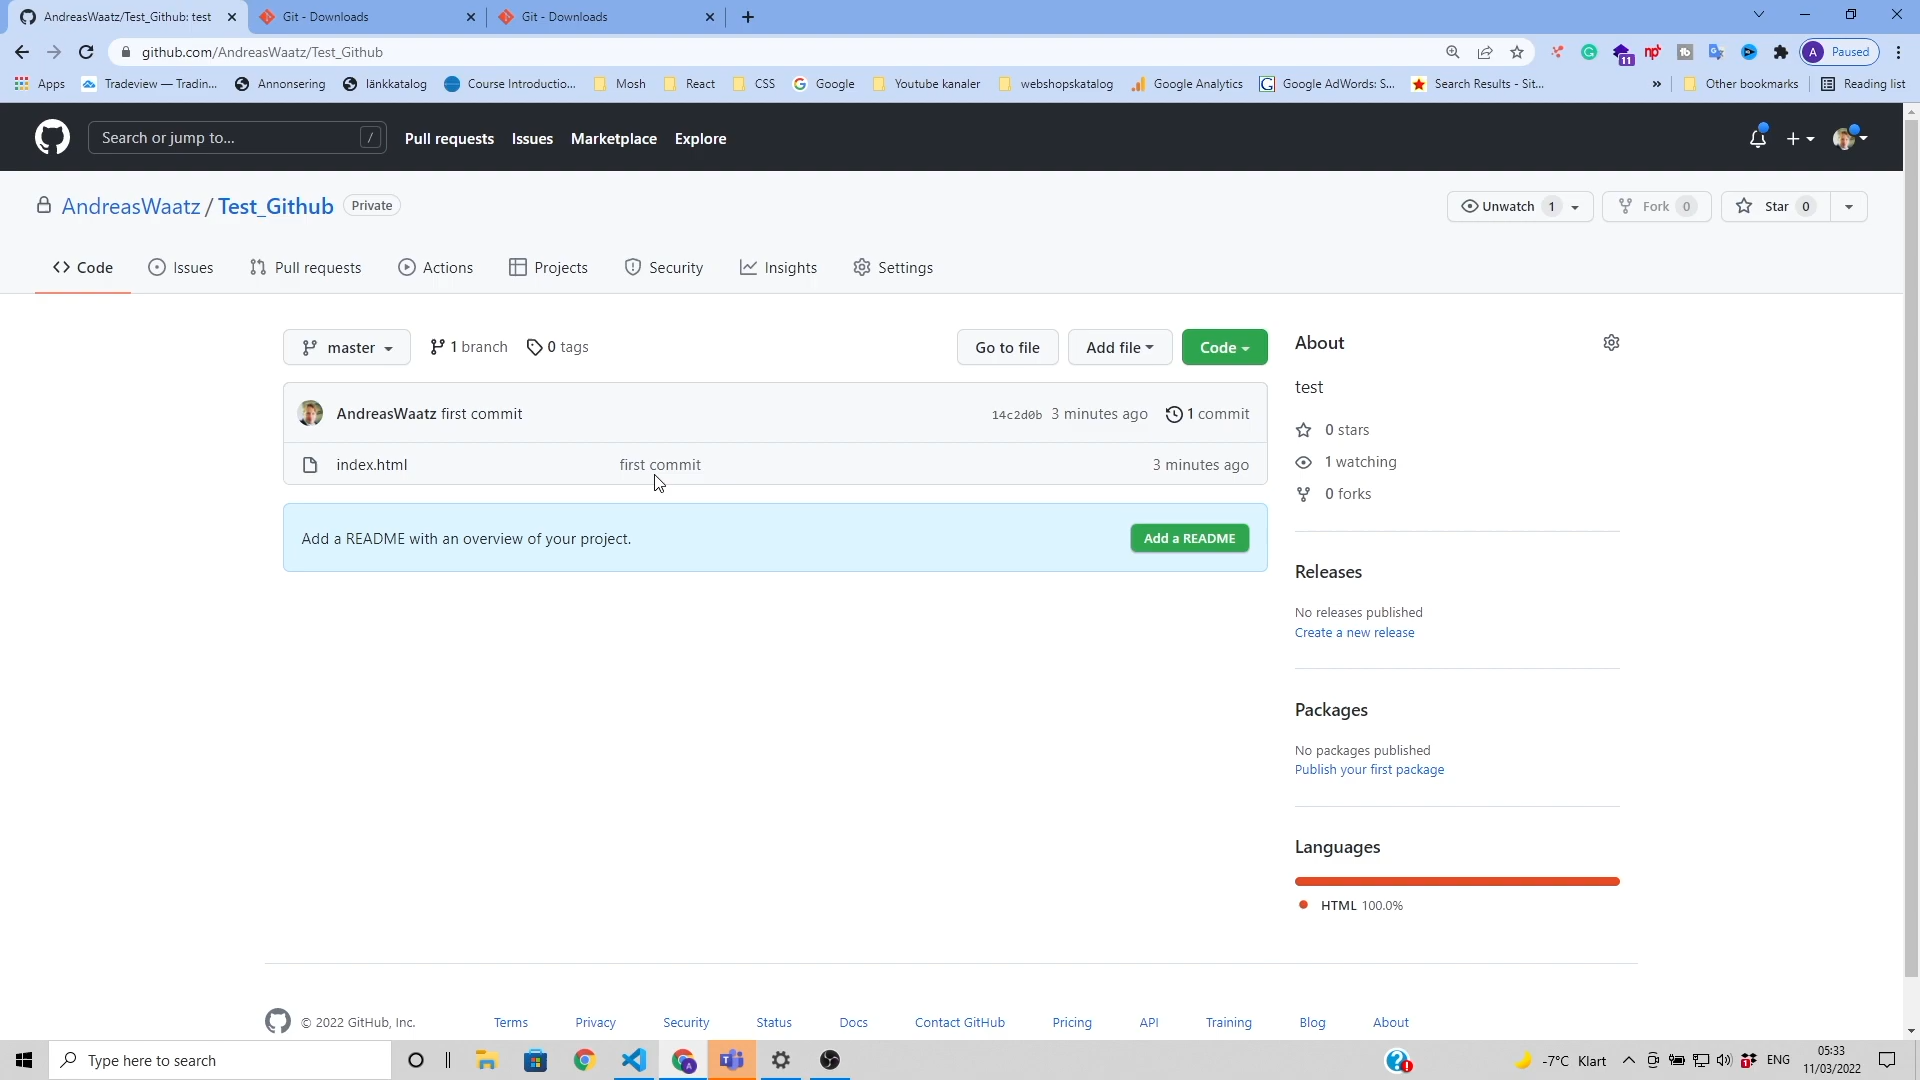 AndreasWaatz/Test_Github: test
Git - Downloads
Git - Downloads
github.com/AndreasWaatz/Test_Github
11
A Paused
Apps
Tradeview — Tradin...
Annonsering
länkkatalog
Course Introductio...
Mosh
React
CSS
Google
Youtube kanaler
webshopskatalog
Google Analytics
Google AdWords: S...
Search Results - Sit...
»
Other bookmarks
Reading list
Search or jump to... /
Pull requests
Issues
Marketplace
Explore
AndreasWaatz / Test_Github Private
Unwatch 1
Fork 0
Star 0
Code
Issues
Pull requests
Actions
Projects
Security
Insights
Settings
master
1 branch
0 tags
Go to file
Add file
Code
AndreasWaatz first commit
14c2d0b 3 minutes ago
1 commit
index.html
first commit
3 minutes ago
Add a README with an overview of your project.
Add a README
About
test
0 stars
1 watching
0 forks
Releases
No releases published
Create a new release
Packages
No packages published
Publish your first package
Languages
HTML 100.0%
© 2022 GitHub, Inc.
Terms
Privacy
Security
Status
Docs
Contact GitHub
Pricing
API
Training
Blog
About
Type here to search
-7°C Klart
ENG
05:33
11/03/2022